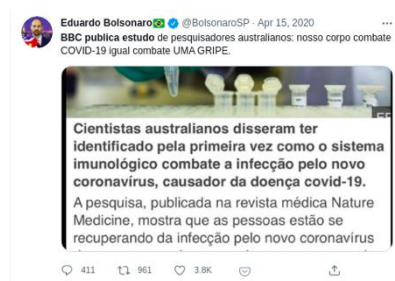 Eduardo Bolsonaro🇧🇷 @BolsonaroSP · Apr 15, 2020
BBC publica estudo de pesquisadores australianos: nosso corpo combate
COVID-19 igual combate UMA GRIPE.
Cientistas australianos disseram ter
identificado pela primeira vez como o sistema
imunológico combate a infecção pelo novo
coronavírus, causador da doença covid-19.
A pesquisa, publicada na revista médica Nature
Medicine, mostra que as pessoas estão se
recuperando da infecção pelo novo coronavírus
411 961 3.8K